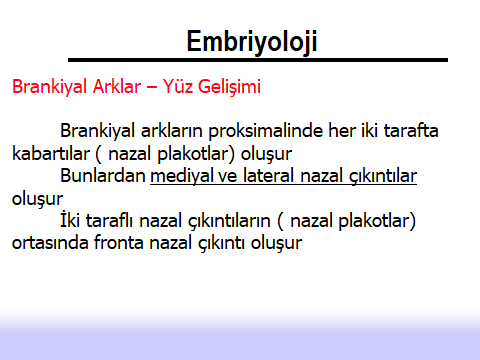 Embriyoloji
Brankiyal Arklar – Yüz Gelişimi
Brankiyal arkların proksimalinde her iki tarafta
kabartılar ( nazal plakotlar) oluşur
Bunlardan mediyal ve lateral nazal çıkıntılar
oluşur
İki taraflı nazal çıkıntıların ( nazal plakotlar)
ortasında fronta nazal çıkıntı oluşur